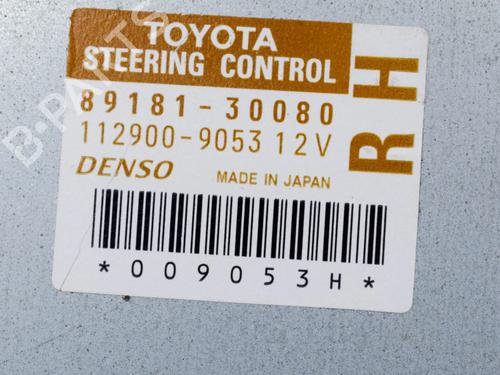 TOYOTA
STEERING CONTROL
89181-30080
112900-9053 12V
RH
DENSO
MADE IN JAPAN
*009053H*
B-PARTS